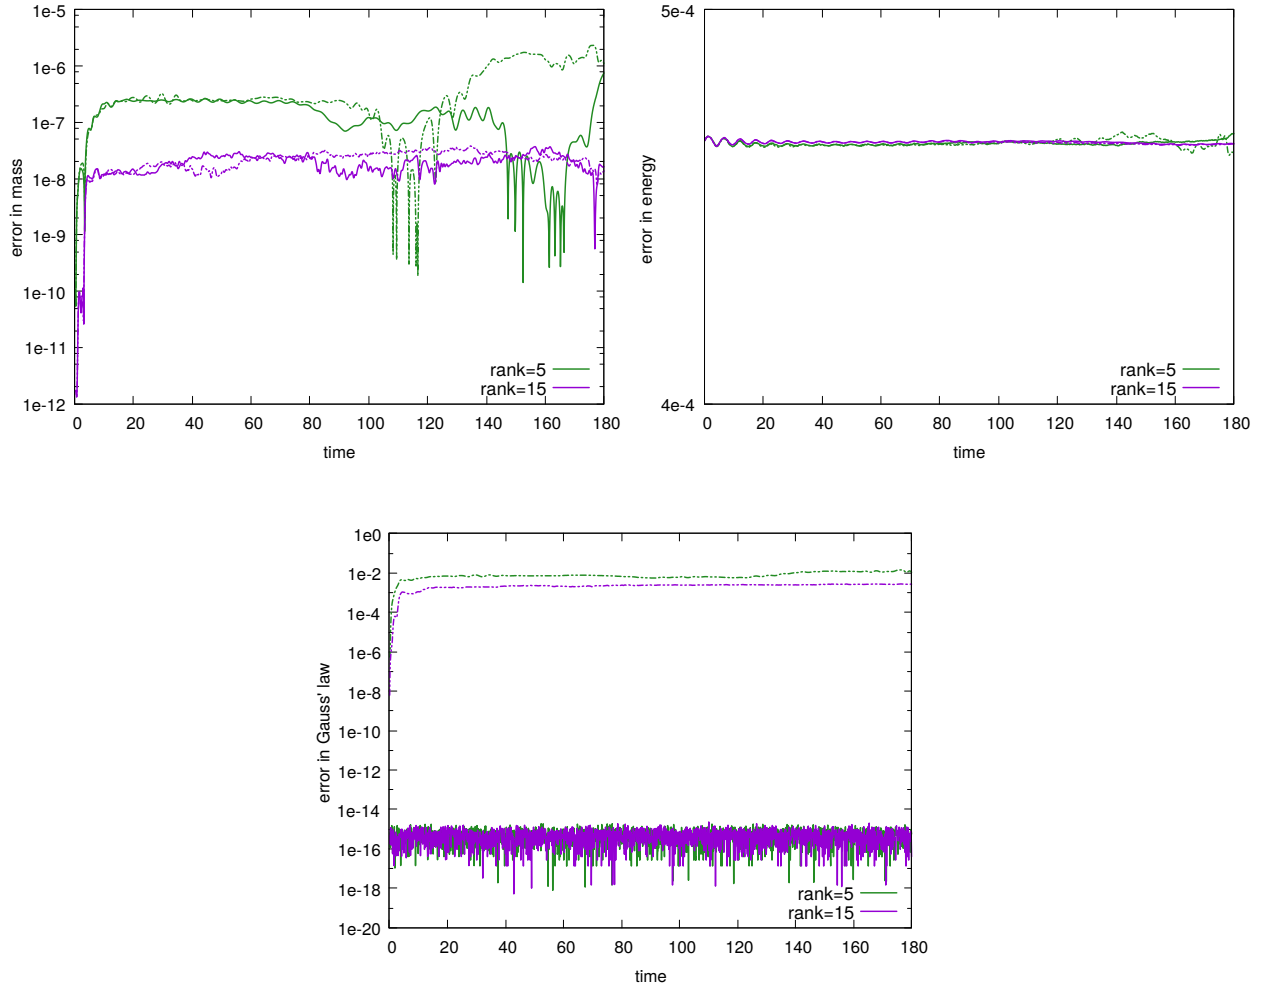 1e-5
1e-6
1e-7
1e-8
1e-9
1e-10
1e-11
1e-12
error in mass
0 20 40 60 80 100 120 140 160 180
time
rank=5
rank=15
5e-4
4e-4
error in energy
0 20 40 60 80 100 120 140 160 180
time
rank=5
rank=15
1e0
1e-2
1e-4
1e-6
1e-8
1e-10
1e-12
1e-14
1e-16
1e-18
1e-20
error in Gauss' law
0 20 40 60 80 100 120 140 160 180
time
rank=5
rank=15